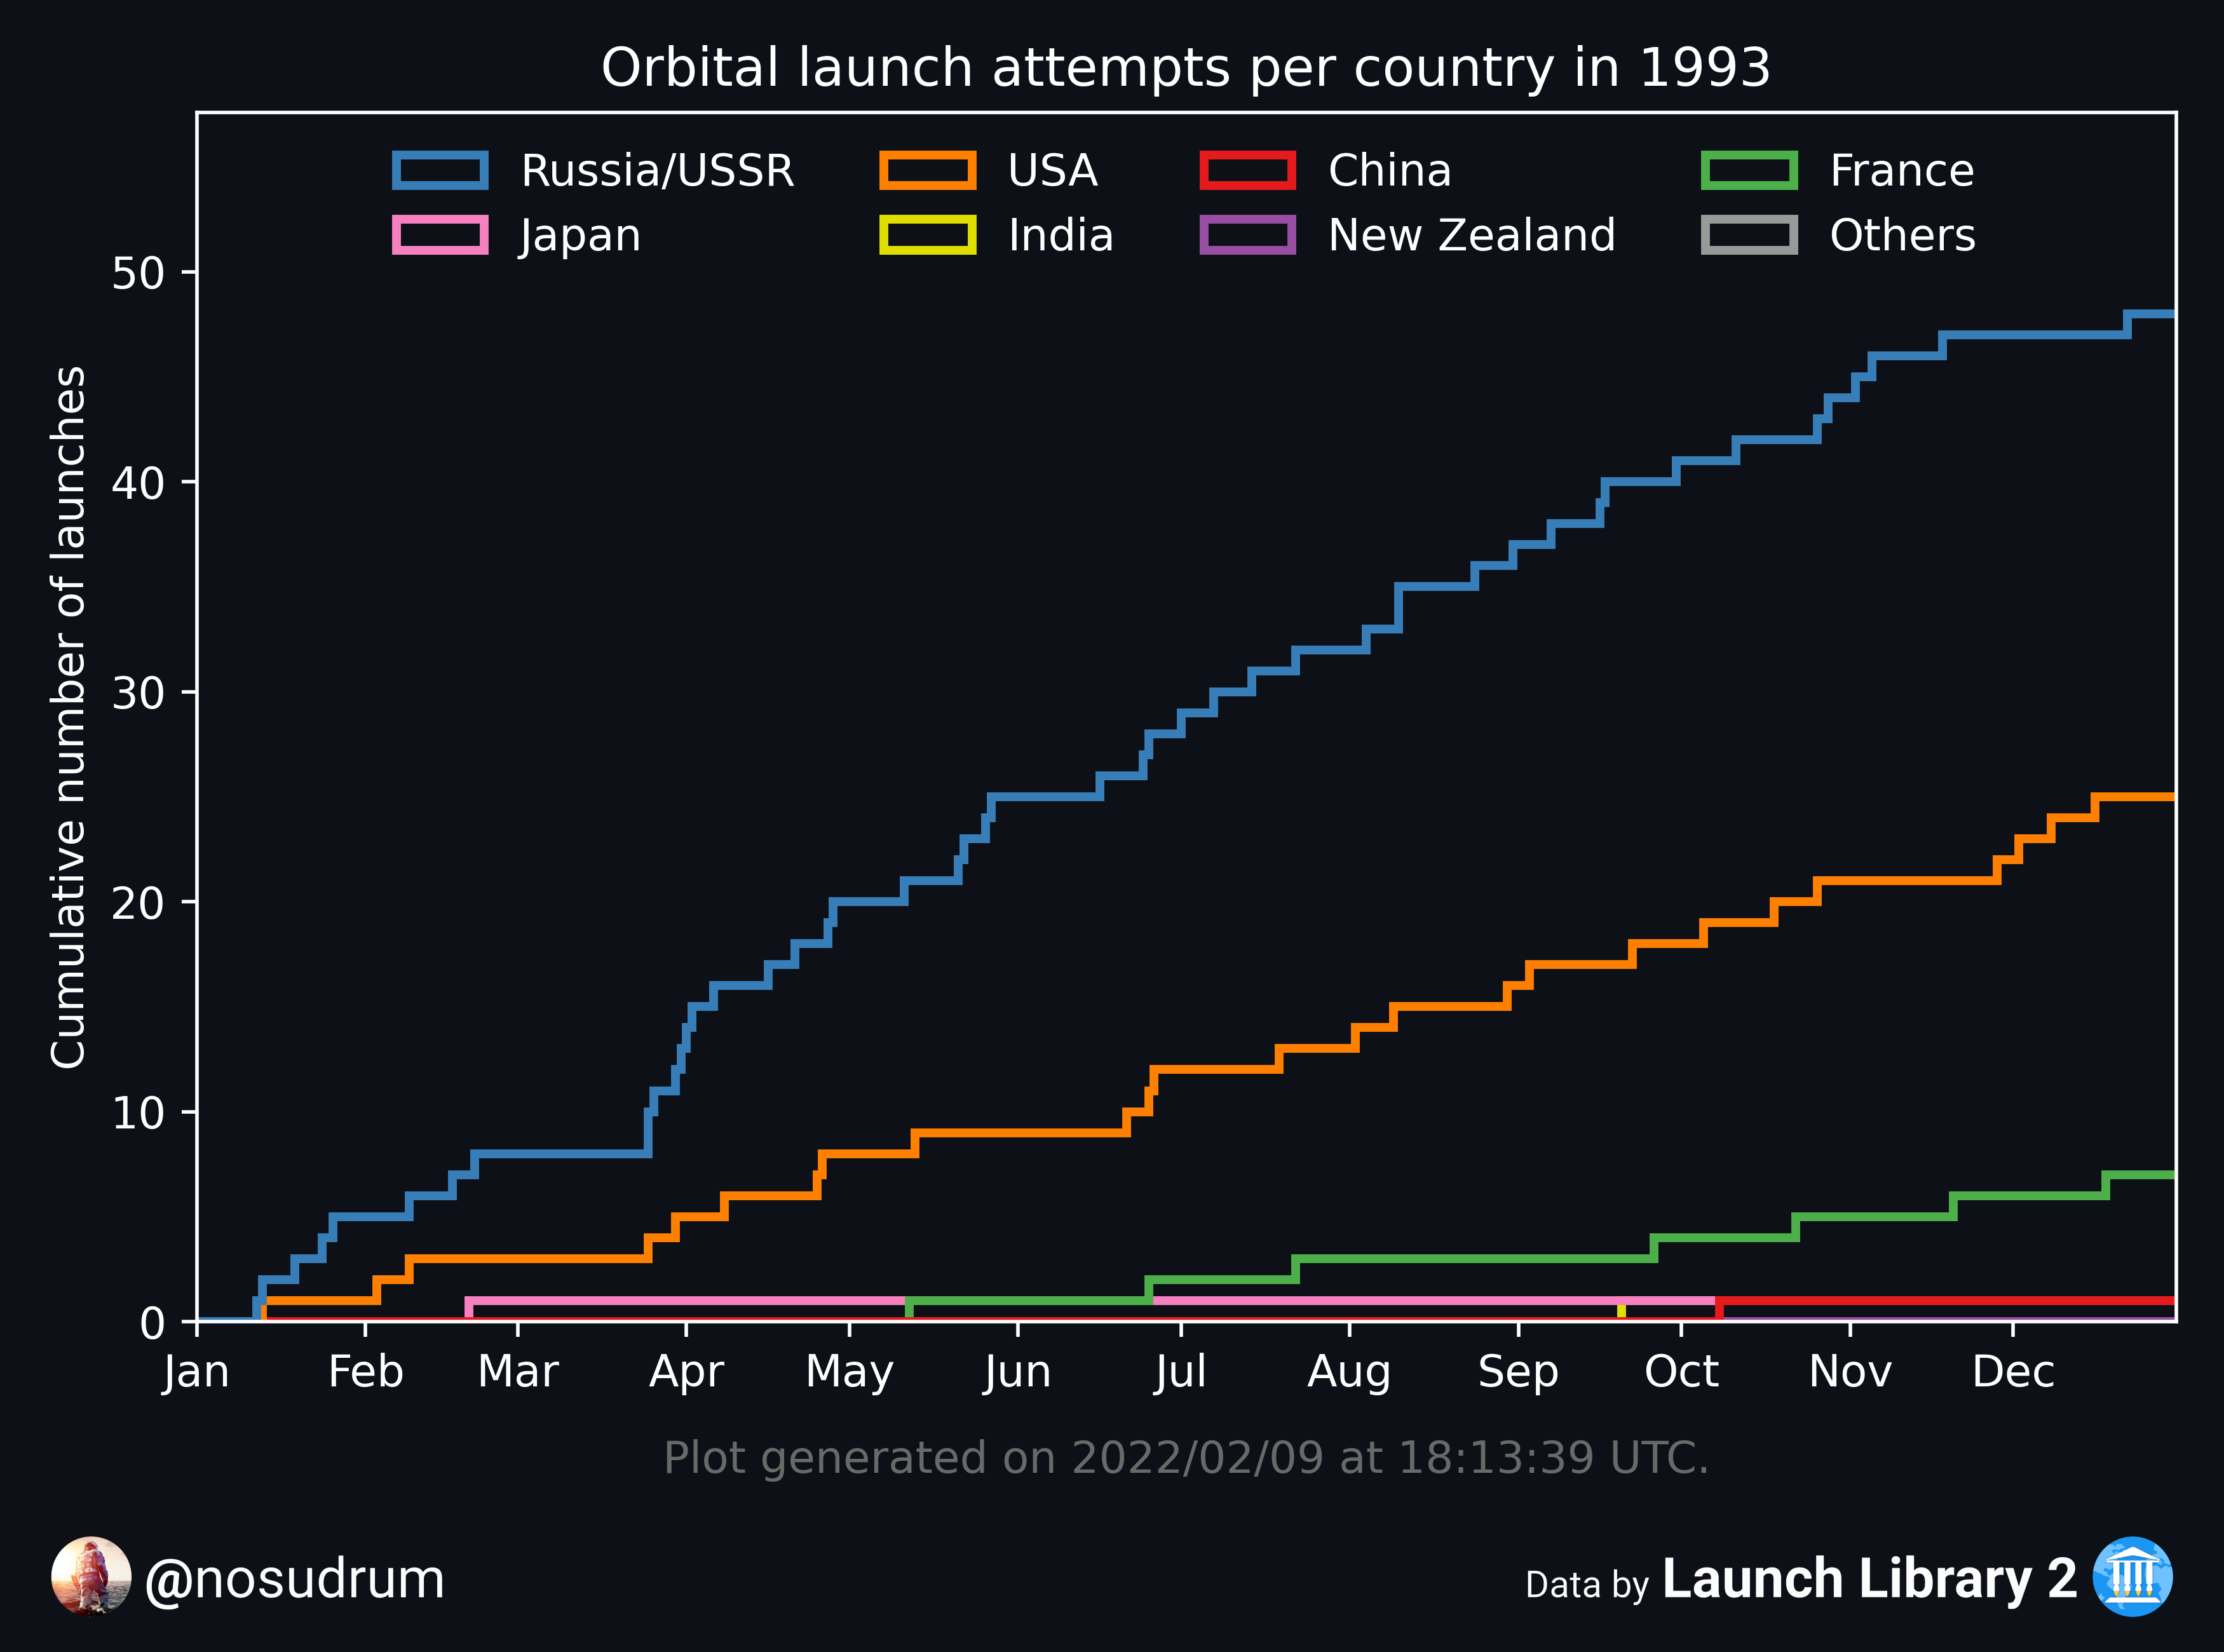 Orbital launch attempts per country in 1993
Russia/USSR USA China France
Japan India New Zealand Others
Cumulative number of launches
50
40
30
20
10
0
Jan Feb Mar Apr May Jun Jul Aug Sep Oct Nov Dec
Plot generated on 2022/02/09 at 18:13:39 UTC.
@nosudrum
Data by Launch Library 2